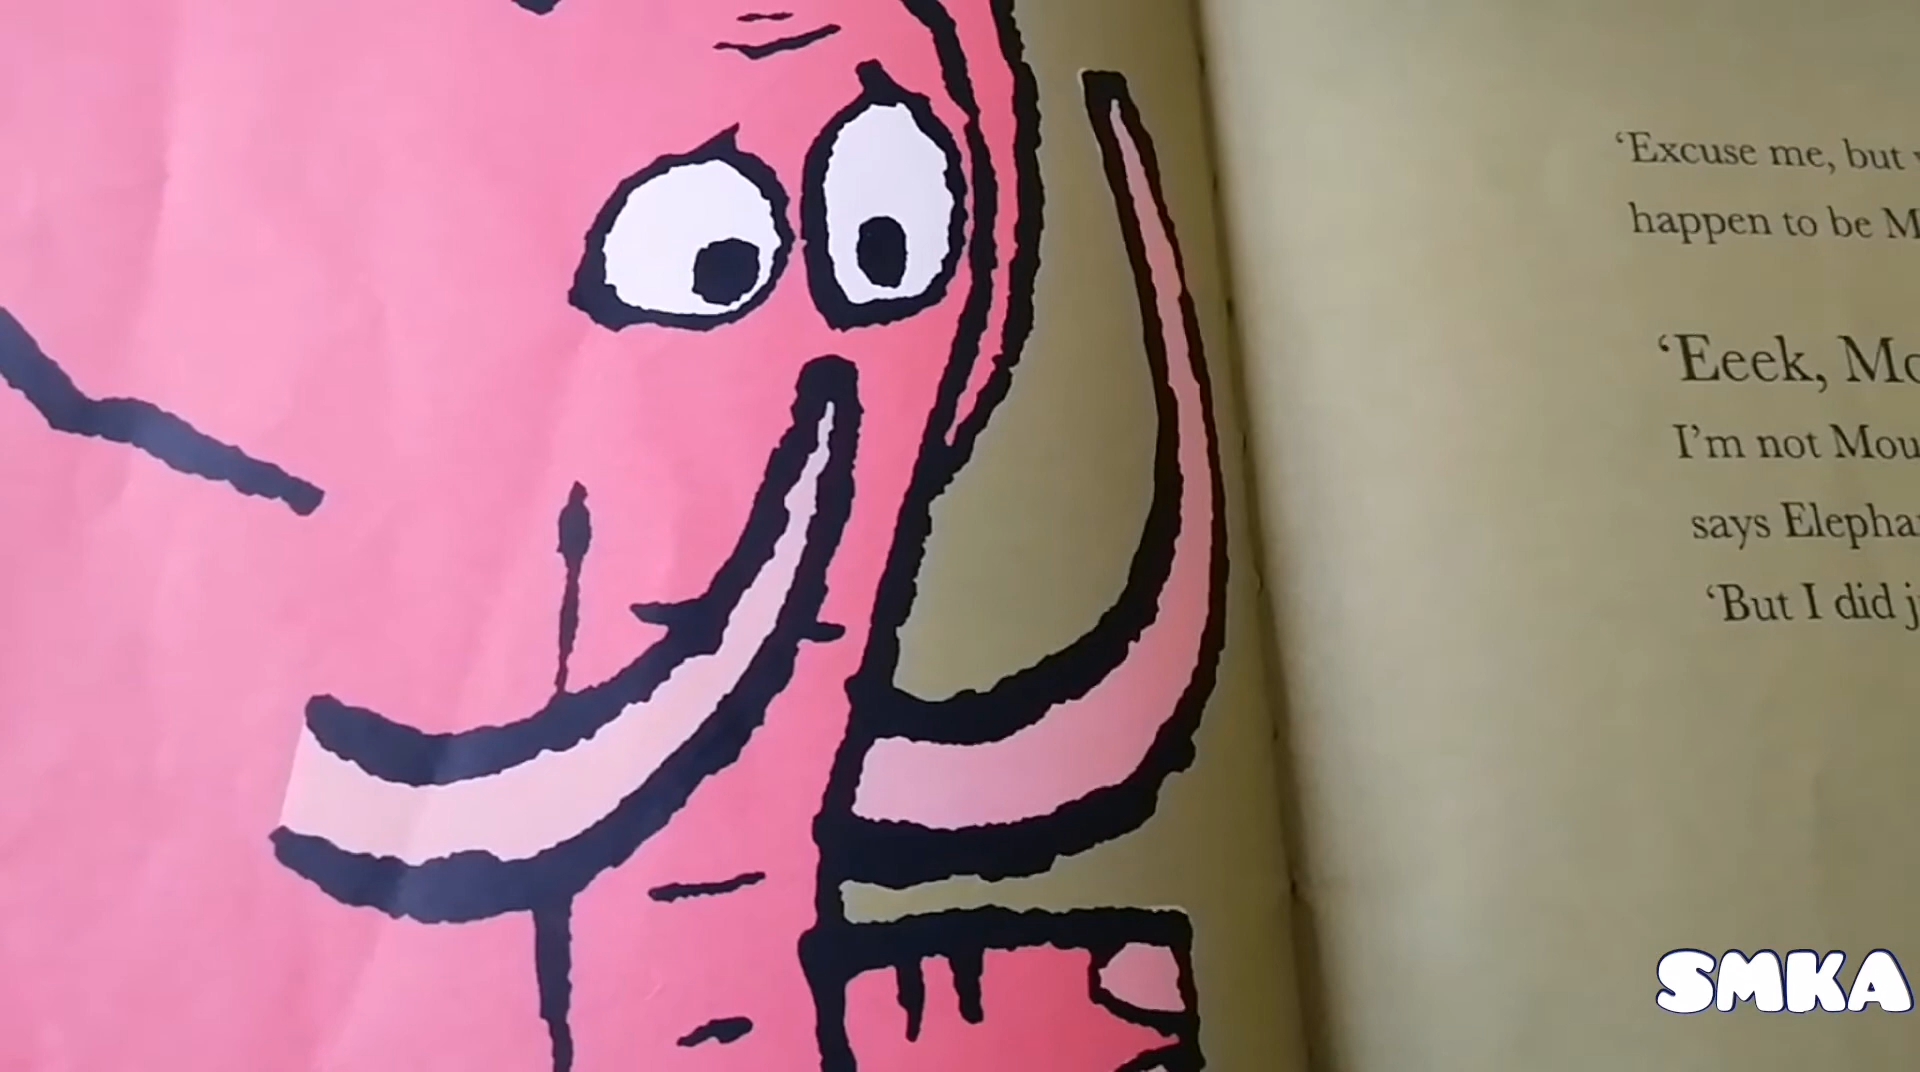 ‘Excuse me, but
happen to be M
‘Eeek, Mo
I’m not Mou
says Elepha
‘But I did j
SMKA